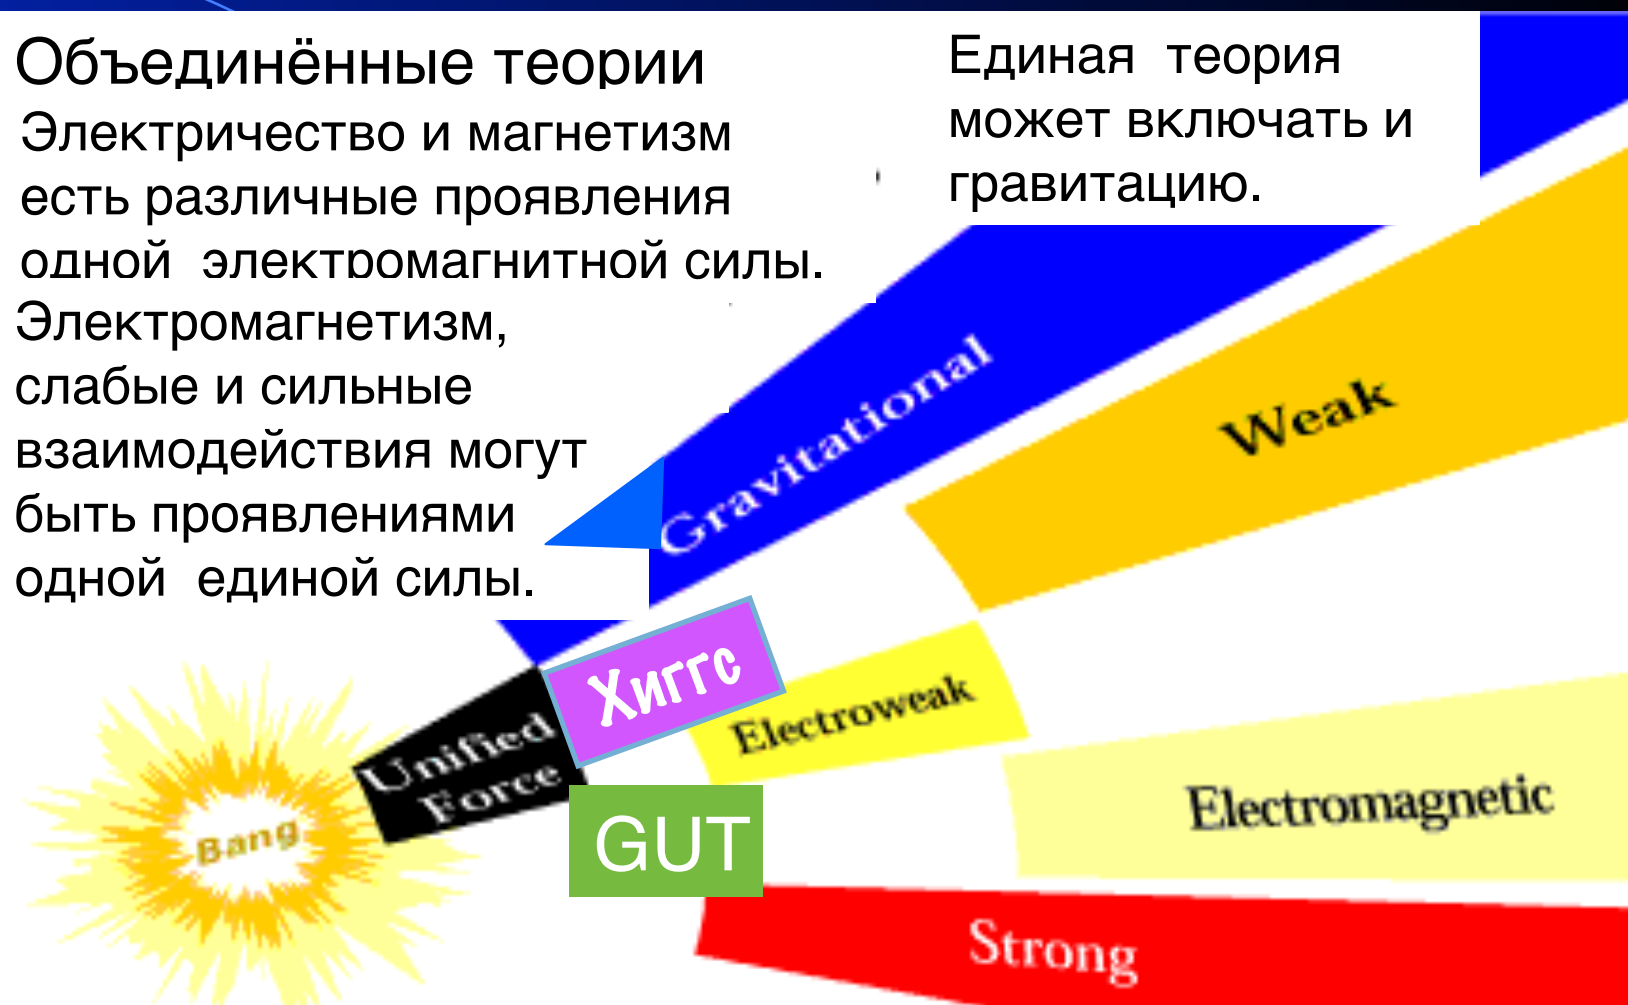 Объединённые теории
Электричество и магнетизм
есть различные проявления
одной электромагнитной силы.
Электромагнетизм,
слабые и сильные
взаимодействия могут
быть проявлениями
одной единой силы.
Единая теория
может включать и
гравитацию.
Gravitational
Weak
Хиггс
Electroweak
Unified
Force
Bang
GUT
Electromagnetic
Strong